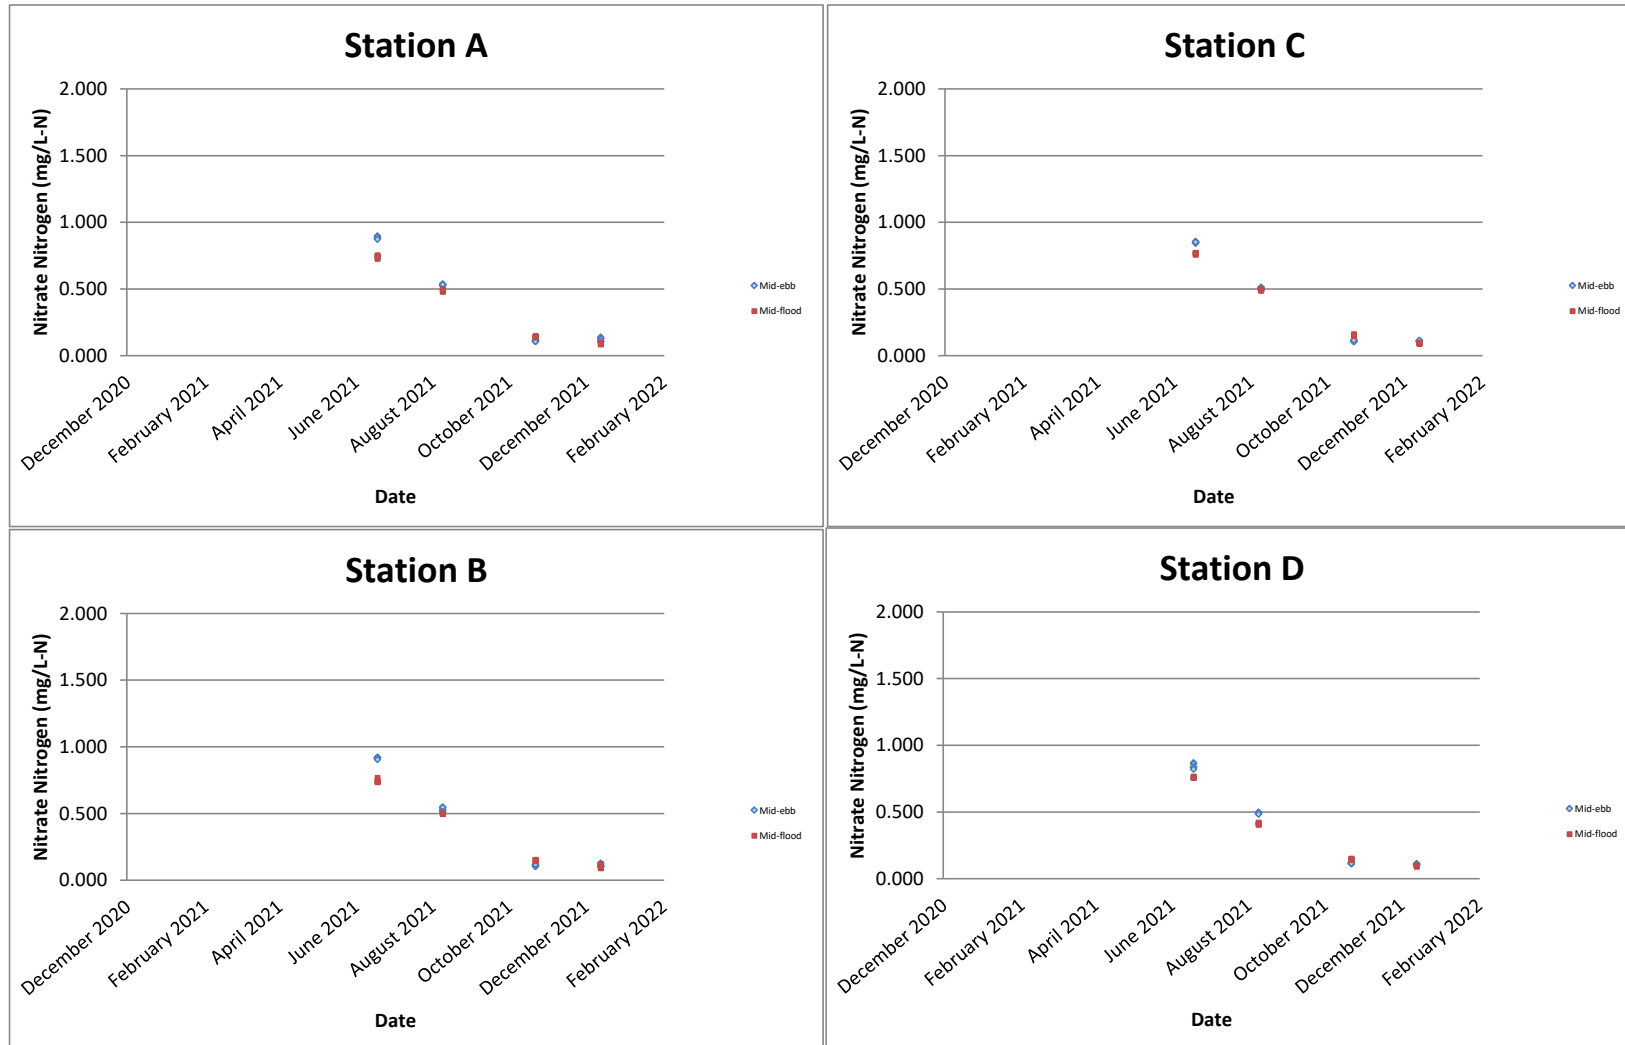 Station A
Nitrate Nitrogen (mg/L-N)
2.000
1.500
1.000
0.500
0.000
December 2020
February 2021
April 2021
June 2021
August 2021
October 2021
December 2021
February 2022
Date
Mid-ebb
Mid-flood
Station C
Nitrate Nitrogen (mg/L-N)
2.000
1.500
1.000
0.500
0.000
December 2020
February 2021
April 2021
June 2021
August 2021
October 2021
December 2021
February 2022
Date
Mid-ebb
Mid-flood
Station B
Nitrate Nitrogen (mg/L-N)
2.000
1.500
1.000
0.500
0.000
December 2020
February 2021
April 2021
June 2021
August 2021
October 2021
December 2021
February 2022
Date
Mid-ebb
Mid-flood
Station D
Nitrate Nitrogen (mg/L-N)
2.000
1.500
1.000
0.500
0.000
December 2020
February 2021
April 2021
June 2021
August 2021
October 2021
December 2021
February 2022
Date
Mid-ebb
Mid-flood